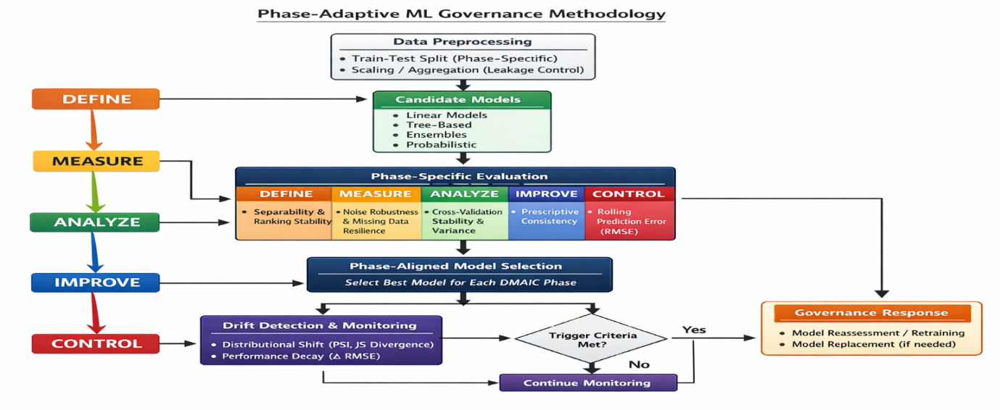 Phase-Adaptive ML Governance Methodology
Data Preprocessing
• Train-Test Split (Phase-Spectific)
• Scaling / Aggregation (Leakage Control)
DEFINE
Candidate Models
• Linear Models
• Tree-Based
• Ensembles
• Probabilistic
MEASURE
Phase-Specific Evaluation
DEFINE
• Separability &
Ranking Stability
MEASURE
• Noise Robustness
& Missing Data
Resilience
ANALYZE
• Cross-Validation
Stability &
Variance
IMPROVE
• Prescriptive
Consistency
CONTROL
• Rolling
Prediction Error
(RMSE)
ANALYZE
Phase-Aligned Model Selection
Select Best Model for Each DMAIC Phase
IMPROVE
Drift Detection & Monitoring
• Distributional Shift (PSI, JS Divergence)
• Performance Decay (Δ RMSE)
CONTROL
Trigger Criteria
Met?
Yes
No
Continue Monitoring
Governance Response
• Model Reassessment / Retraining
• Model Replacement (if needed)